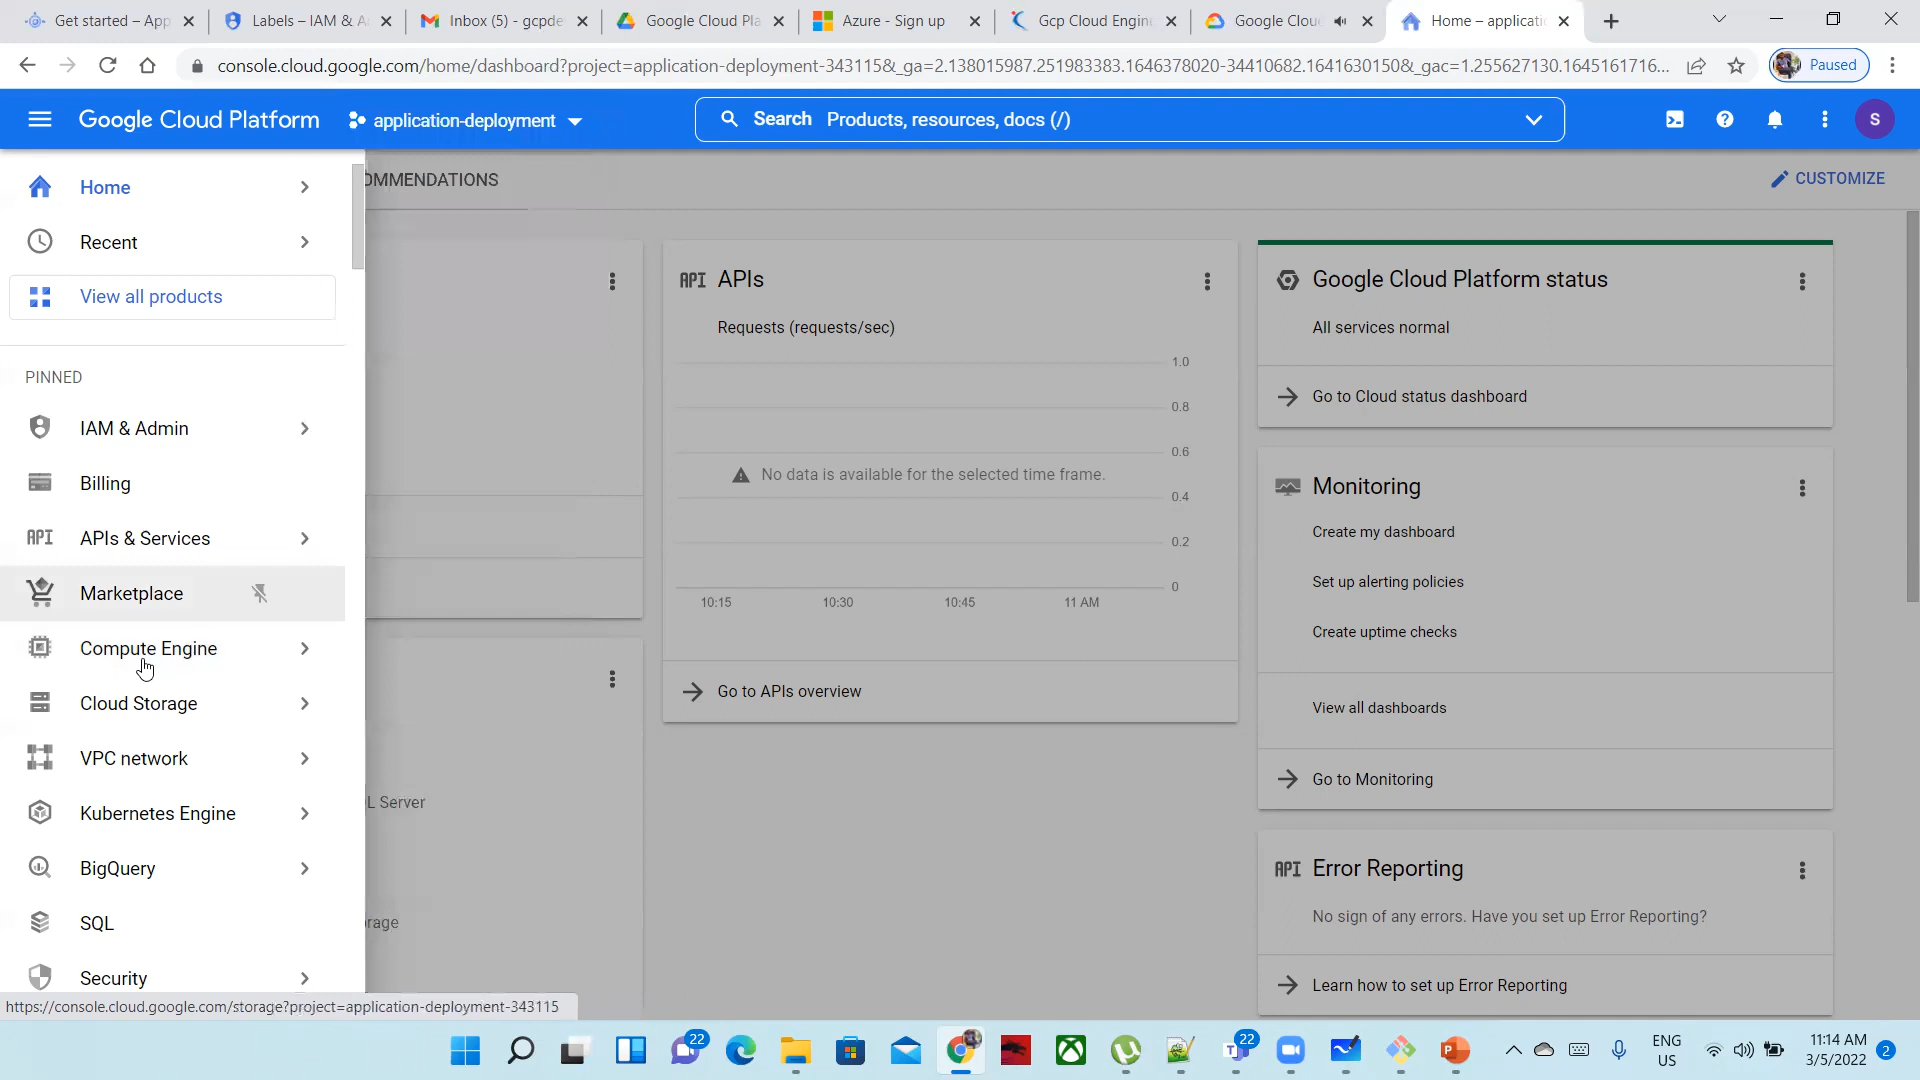 Get started – App
Labels – IAM & A
Inbox (5) - gcpde
Google Cloud Pla
Azure - Sign up
Gcp Cloud Engine
Google Cloud
Home – applicati
console.cloud.google.com/home/dashboard?project=application-deployment-343115&_ga=2.138015987.251983383.1646378020-34410682.1641630150&_gac=1.255627130.1645161716...
Paused
Google Cloud Platform
application-deployment
Search Products, resources, docs (/)
S
Home
Recent
View all products
PINNED
IAM & Admin
Billing
API APIs & Services
Marketplace
Compute Engine
Cloud Storage
VPC network
Kubernetes Engine
BigQuery
SQL
Security
https://console.cloud.google.com/storage?project=application-deployment-343115
OMMENDATIONS
CUSTOMIZE
L Server
rage
API APIs
Requests (requests/sec)
1.0
0.8
0.6
No data is available for the selected time frame.
0.4
0.2
0
10:15 10:30 10:45 11 AM
Go to APIs overview
Google Cloud Platform status
All services normal
Go to Cloud status dashboard
Monitoring
Create my dashboard
Set up alerting policies
Create uptime checks
View all dashboards
Go to Monitoring
API Error Reporting
No sign of any errors. Have you set up Error Reporting?
Learn how to set up Error Reporting
22
22
ENG
US
11:14 AM
3/5/2022
2